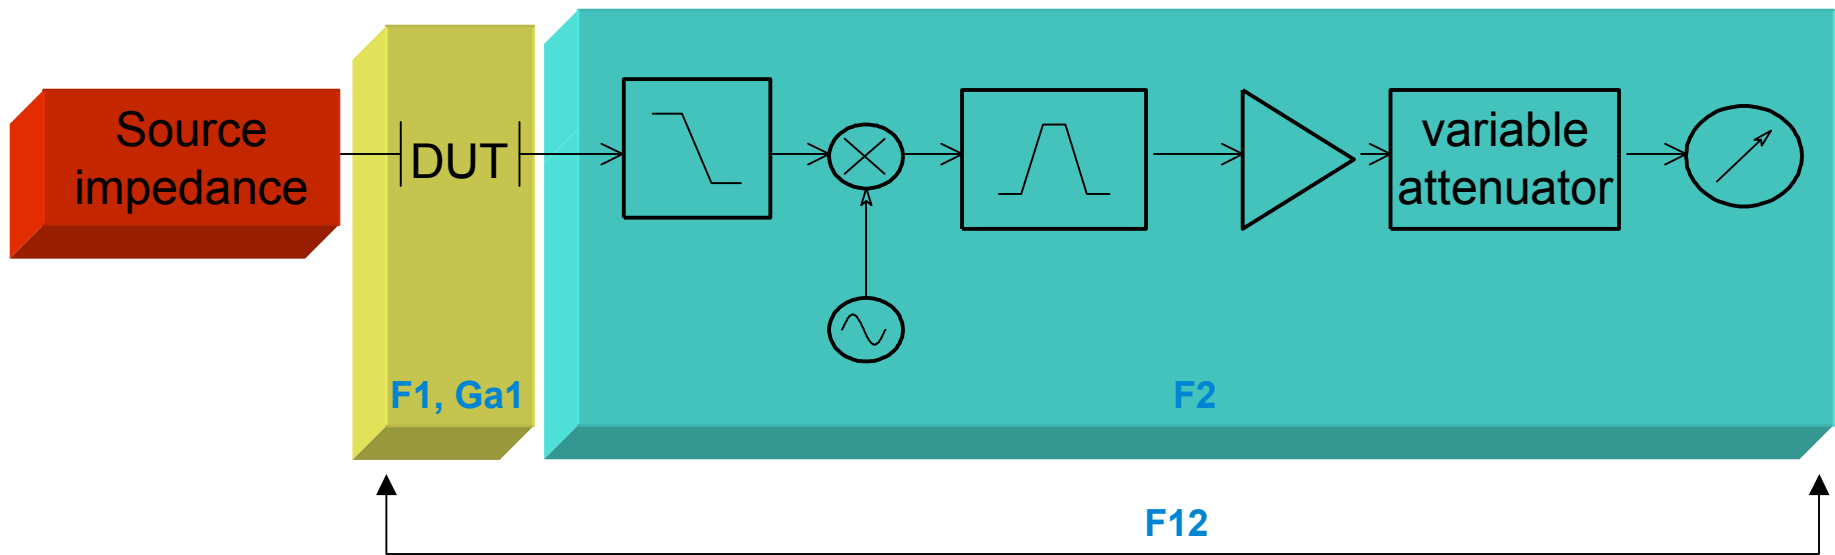 Source
impedance
DUT
variable
attenuator
F1, Ga1
F2
F12